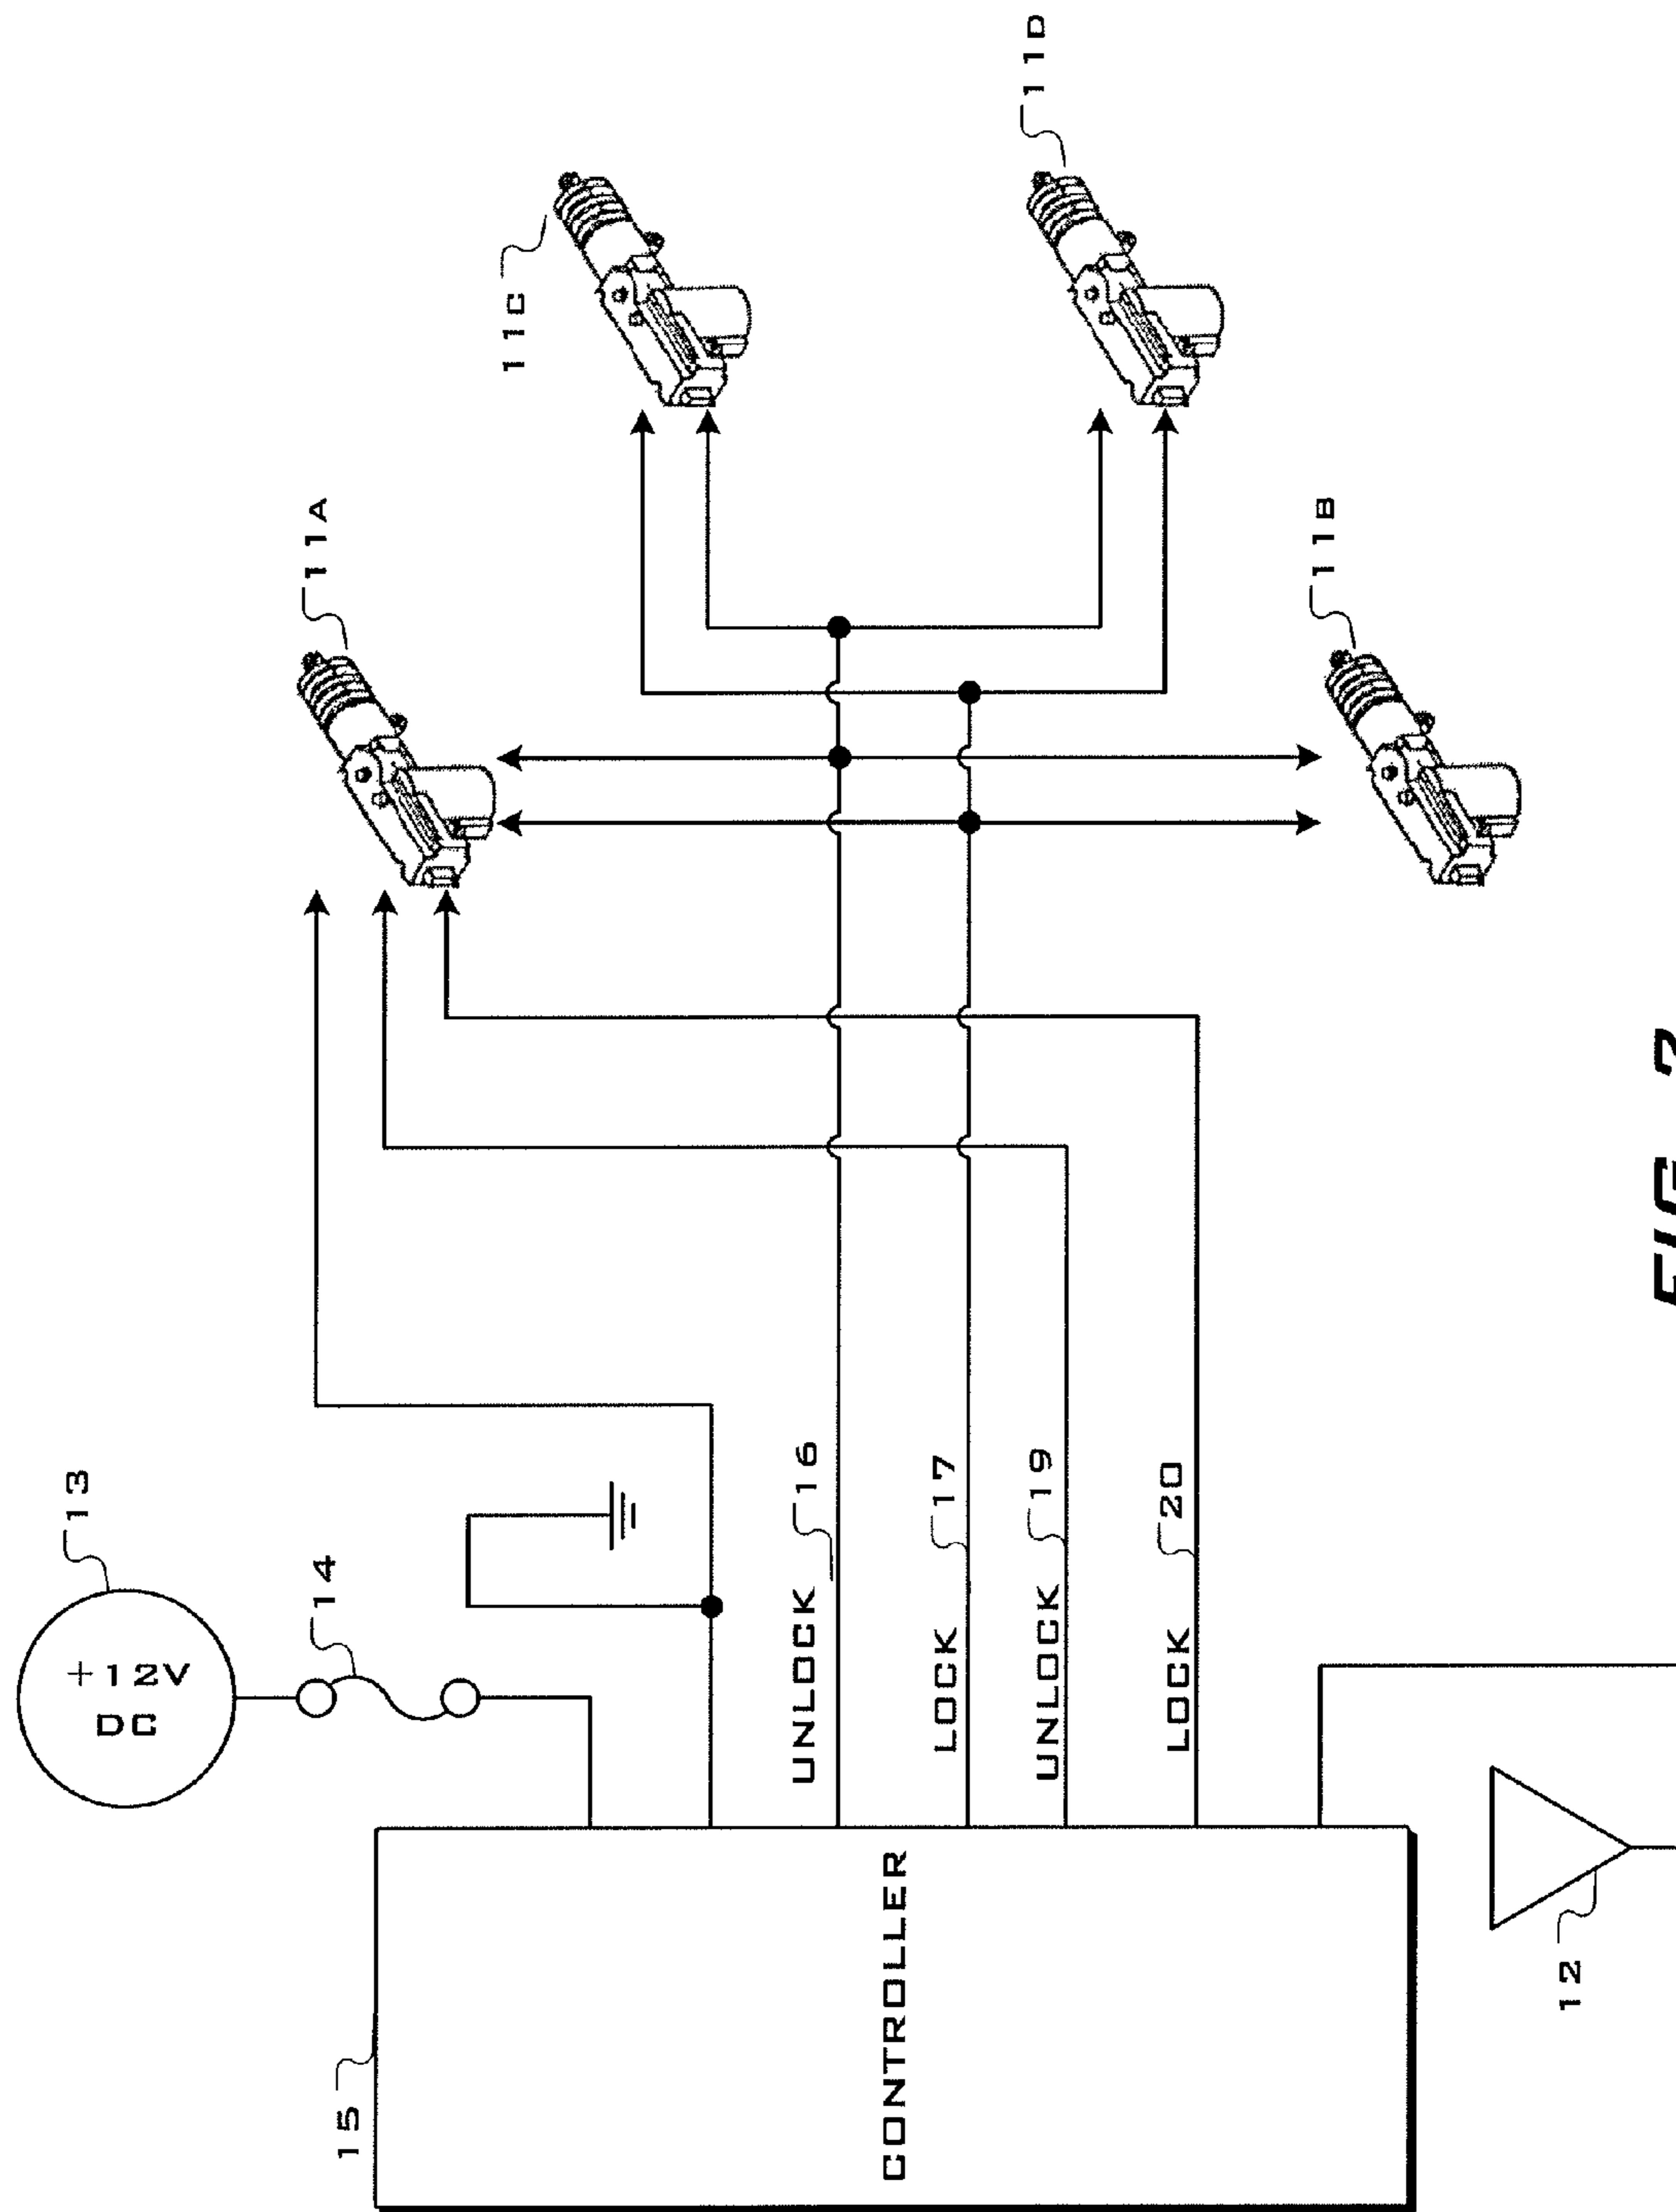 13
+12V
DC
14
15
CONTROLLER
UNLOCK 16
LOCK 17
UNLOCK 19
LOCK 20
12
11A
11B
11C
11D
FIG